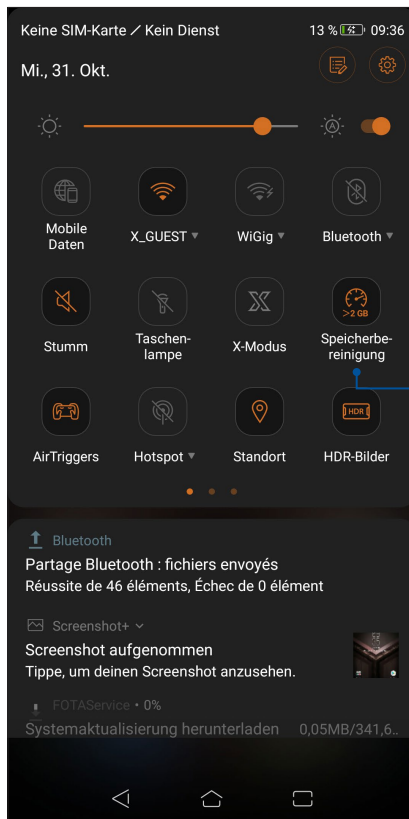 Keine SIM-Karte / Kein Dienst 13 % 09:36
Mi., 31. Okt.
A
Mobile
Daten
X_GUEST
WiGig
Bluetooth
>2 GB
Stumm
Taschen-
lampe
X-Modus
Speicherbe-
reinigung
HDR
AirTriggers
Hotspot
Standort
HDR-Bilder
Bluetooth
Partage Bluetooth : fichiers envoyés
Réussite de 46 éléments, Échec de 0 élément
Screenshot+
Screenshot aufgenommen
Tippe, um deinen Screenshot anzusehen.
FOTAService • 0%
Systemaktualisierung herunterladen 0,05MB/341,6..